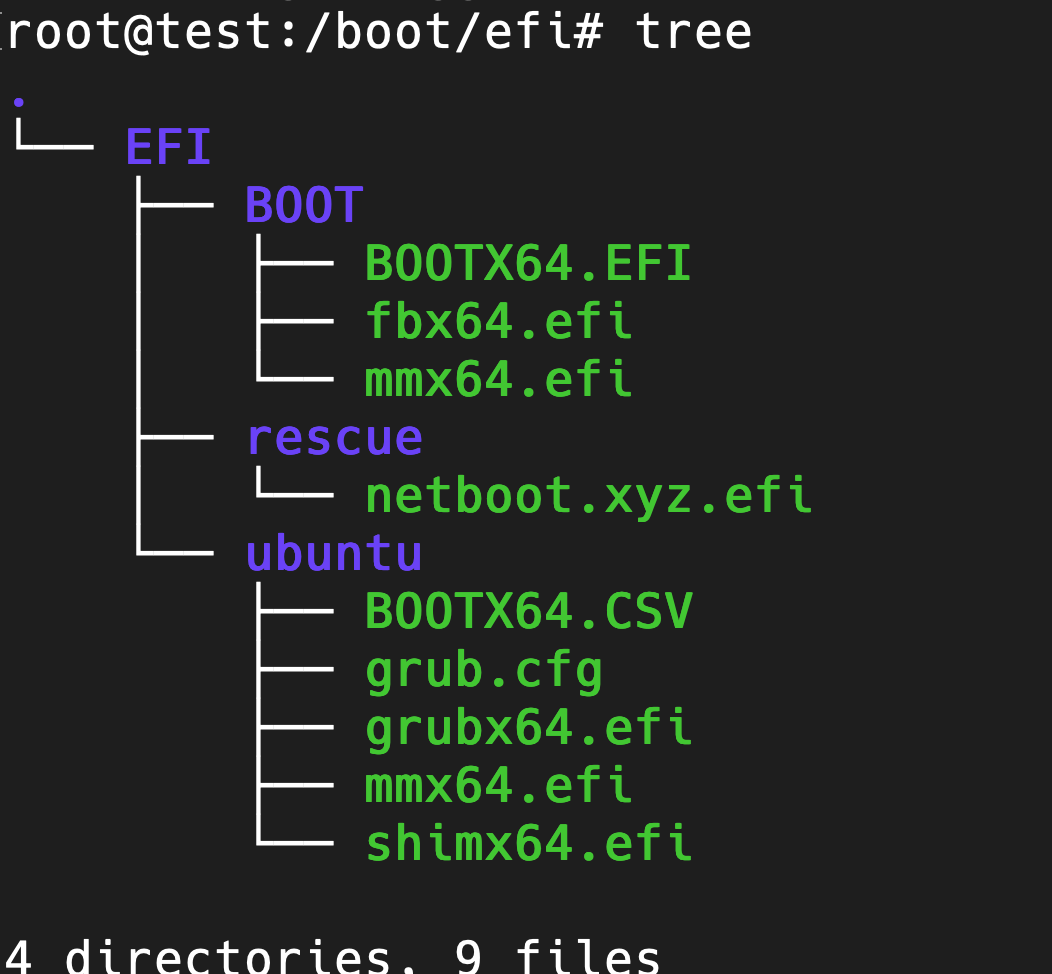 root@test:/boot/efi# tree
.
└── EFI
    ├── BOOT
    │   ├── BOOTX64.EFI
    │   ├── fbx64.efi
    │   └── mmx64.efi
    ├── rescue
    │   └── netboot.xyz.efi
    └── ubuntu
        ├── BOOTX64.CSV
        ├── grub.cfg
        ├── grubx64.efi
        ├── mmx64.efi
        └── shimx64.efi
4 directories, 9 files